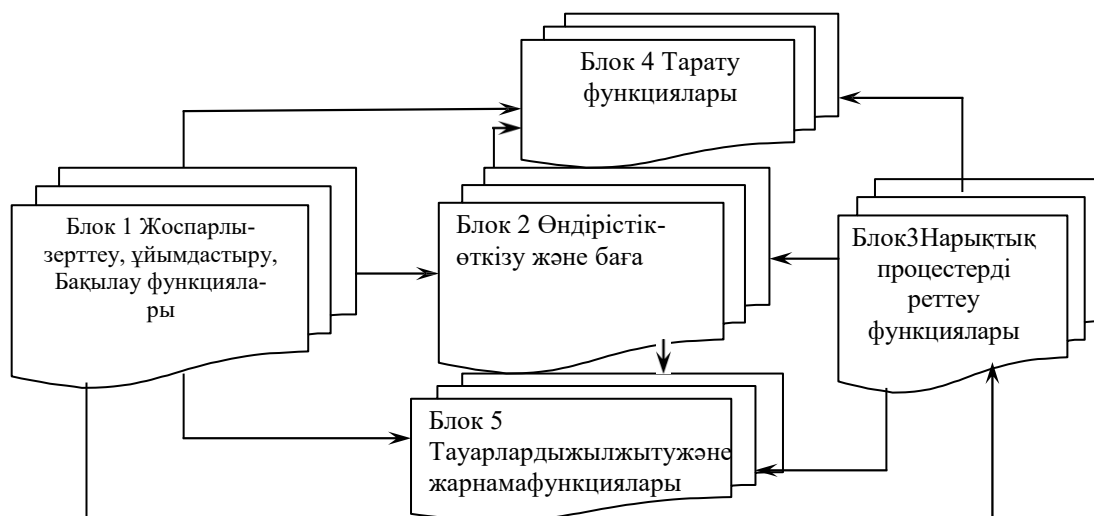 Блок 4 Тарату
функциялары
Блок 1 Жоспарлы-
зерттеу, ұйымдастыру,
Бақылау функцияла-
ры
Блок 2 Өндірістік-
өткізу және баға
Блок3Нарықтық
процестерді
реттеу
функциялары
Блок 5
Тауарлардыжылжытужәне
жарнамафункциялары